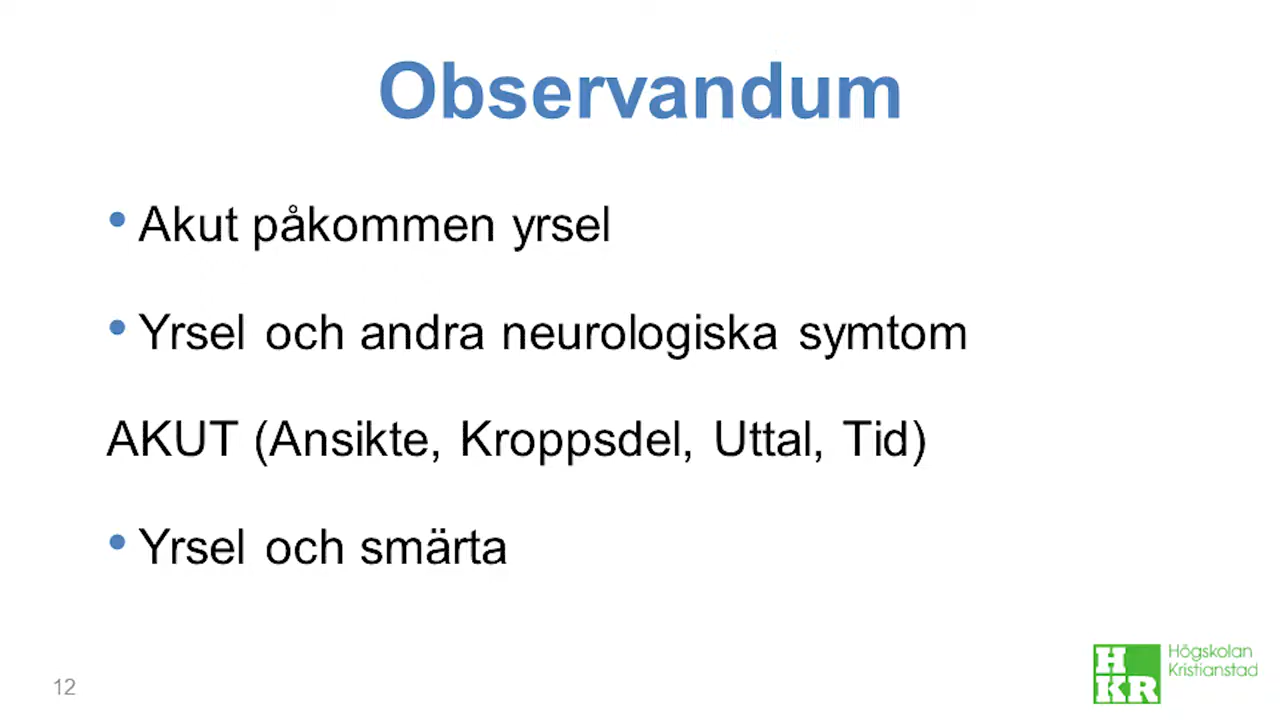 Observandum
• Akut påkommen yrsel
• Yrsel och andra neurologiska symtom
AKUT (Ansikte, Kroppsdel, Uttal, Tid)
• Yrsel och smärta
12
H
KR
Högskolan
Kristianstad